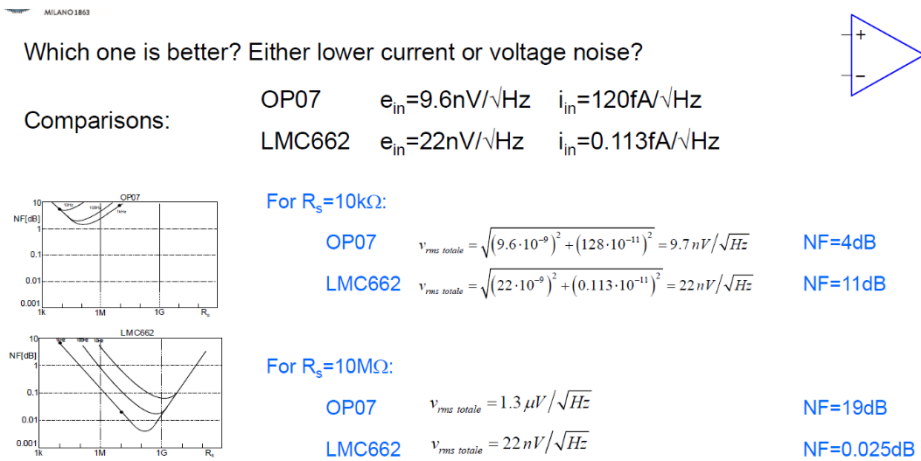 MILANO 1863
Which one is better? Either lower current or voltage noise?
+
−
Comparisons:
OP07 e_in=9.6nV/√Hz i_in=120fA/√Hz
LMC662 e_in=22nV/√Hz i_in=0.113fA/√Hz
OP07
NF[dB]
10
1
0.1
0.01
0.001
1k 1M 1G R_s
For R_s=10kΩ:
OP07 v_rms totale = √((9.6·10⁻⁹)² + (128·10⁻¹¹)²) = 9.7 nV/√Hz NF=4dB
LMC662 v_rms totale = √((22·10⁻⁹)² + (0.113·10⁻¹¹)²) = 22 nV/√Hz NF=11dB
LMC662
NF[dB]
10
1
0.1
0.01
0.001
1k 1M 1G R_s
For R_s=10MΩ:
OP07 v_rms totale = 1.3 μV/√Hz NF=19dB
LMC662 v_rms totale = 22 nV/√Hz NF=0.025dB